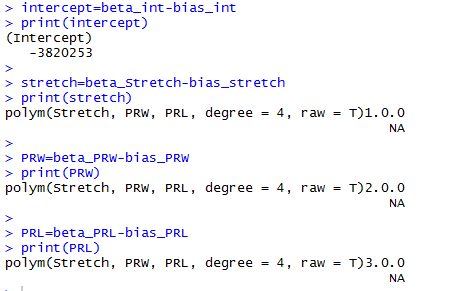 > intercept=beta_int-bias_int
> print(intercept)
(Intercept)
-3820253
>
> stretch=beta_Stretch-bias_stretch
> print(stretch)
polym(Stretch, PRW, PRL, degree = 4, raw = T)1.0.0
NA
>
> PRW=beta_PRW-bias_PRW
> print(PRW)
polym(Stretch, PRW, PRL, degree = 4, raw = T)2.0.0
NA
>
> PRL=beta_PRL-bias_PRL
> print(PRL)
polym(Stretch, PRW, PRL, degree = 4, raw = T)3.0.0
NA
>